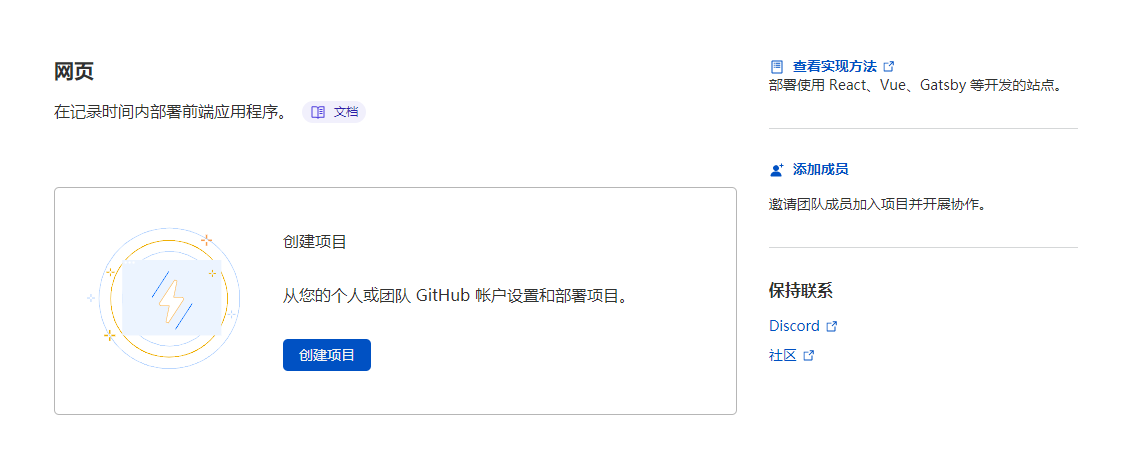 网页
在记录时间内部署前端应用程序。 文档
创建项目
从您的个人或团队 GitHub 帐户设置和部署项目。
创建项目
查看实现方法
部署使用 React、Vue、Gatsby 等开发的站点。
添加成员
邀请团队成员加入项目并开展协作。
保持联系
Discord
社区